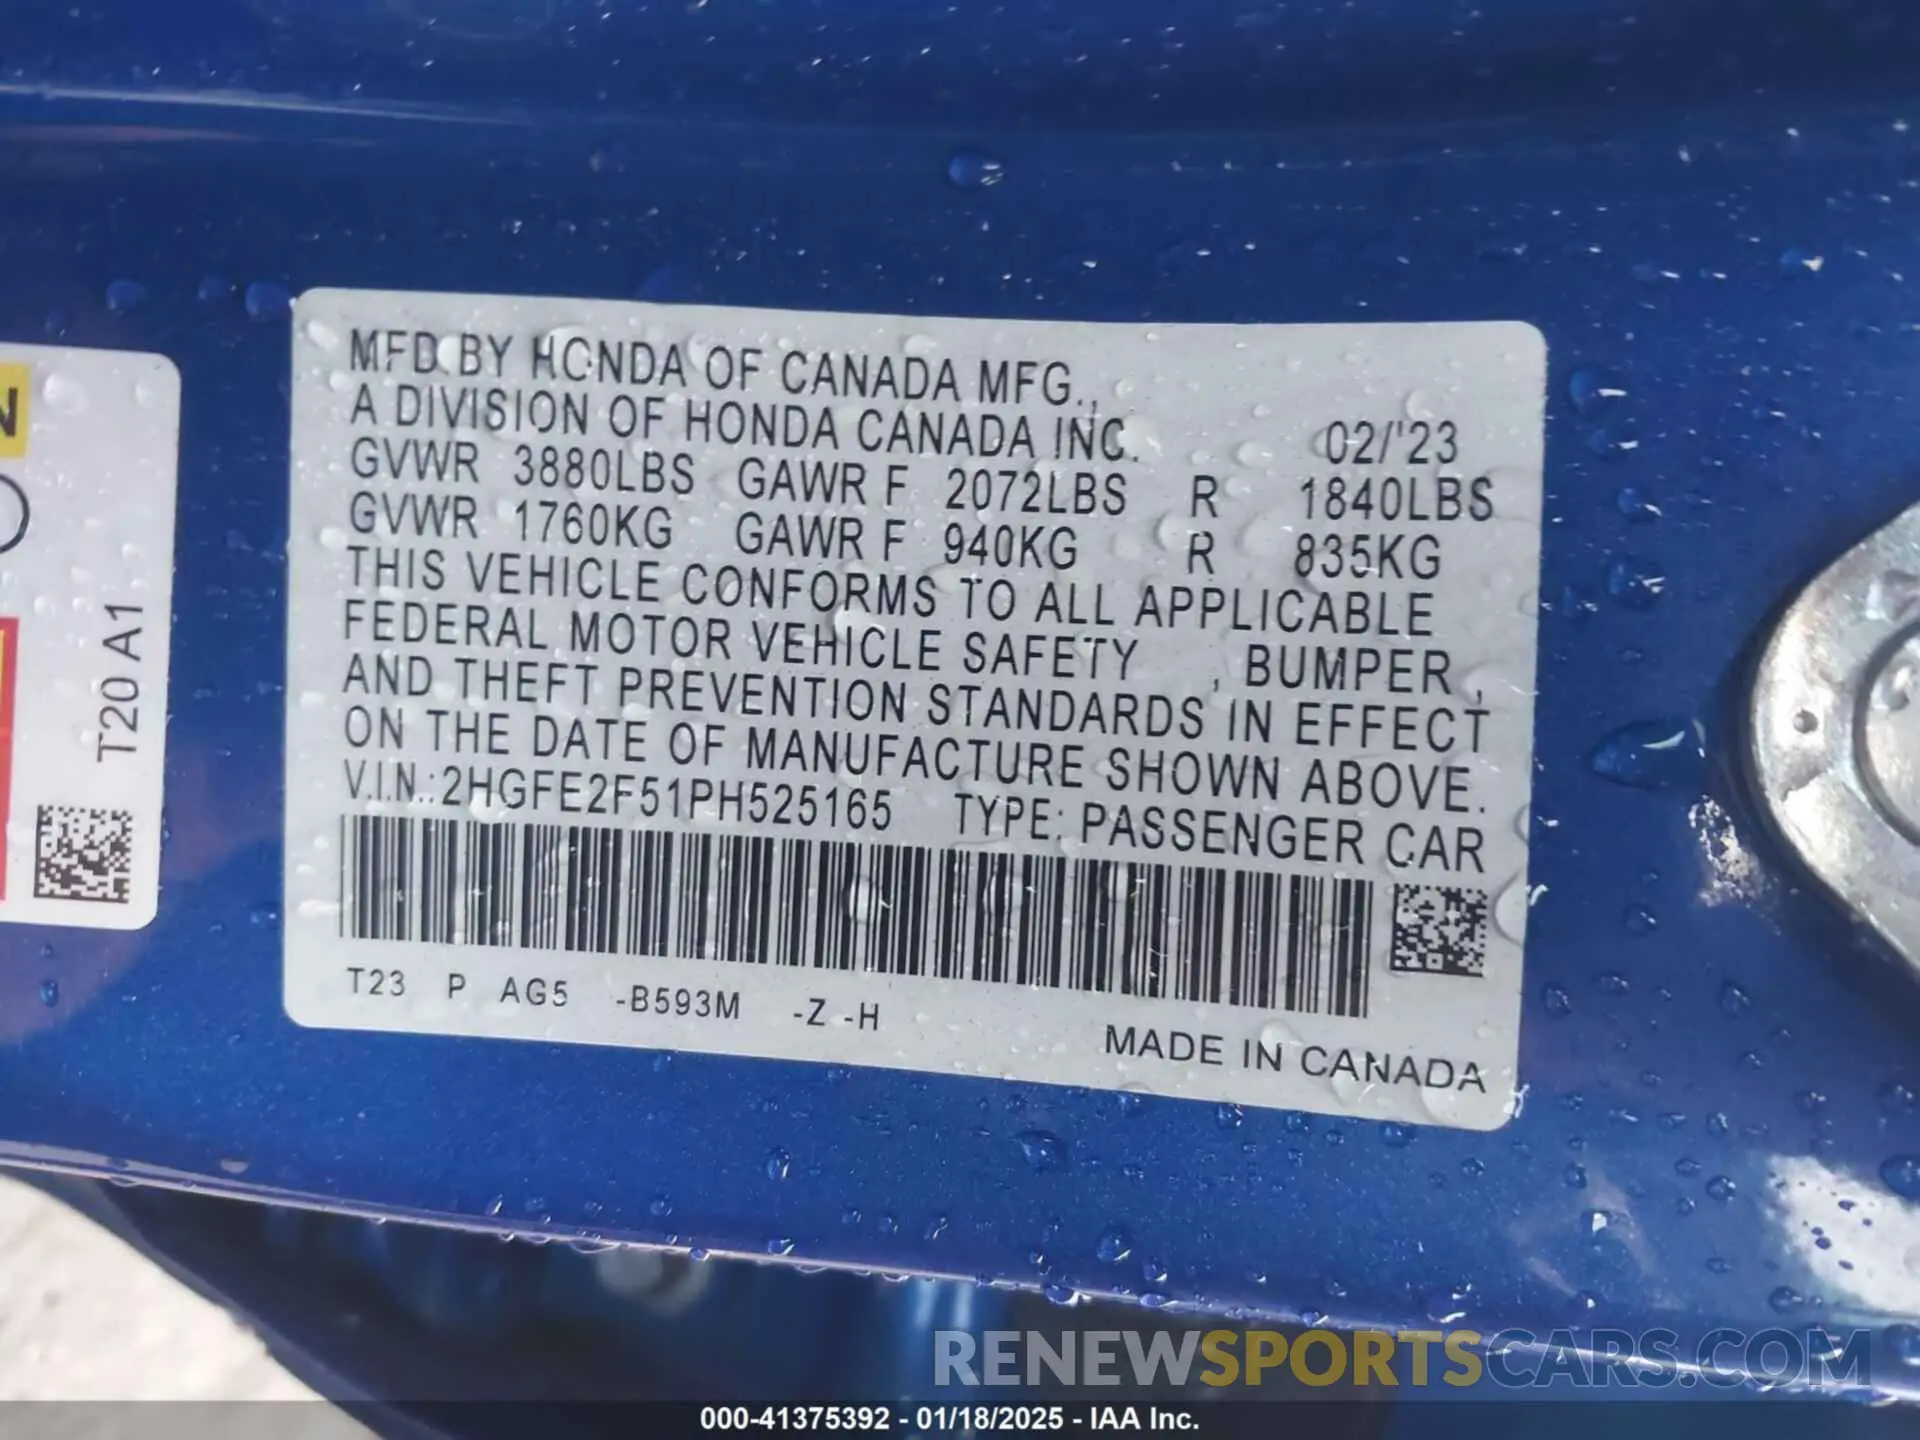 MFD BY HONDA OF CANADA MFG.,
A DIVISION OF HONDA CANADA INC. 02/'23
GVWR 3880LBS GAWR F 2072LBS R 1840LBS
GVWR 1760KG GAWR F 940KG R 835KG
THIS VEHICLE CONFORMS TO ALL APPLICABLE
FEDERAL MOTOR VEHICLE SAFETY , BUMPER,
AND THEFT PREVENTION STANDARDS IN EFFECT
ON THE DATE OF MANUFACTURE SHOWN ABOVE.
V.I.N.:2HGFE2F51PH525165 TYPE: PASSENGER CAR
T23 P AG5 -B593M -Z -H
MADE IN CANADA
N
T20 A1
RENEWSPORTSCARS.COM
000-41375392 - 01/18/2025 - IAA Inc.